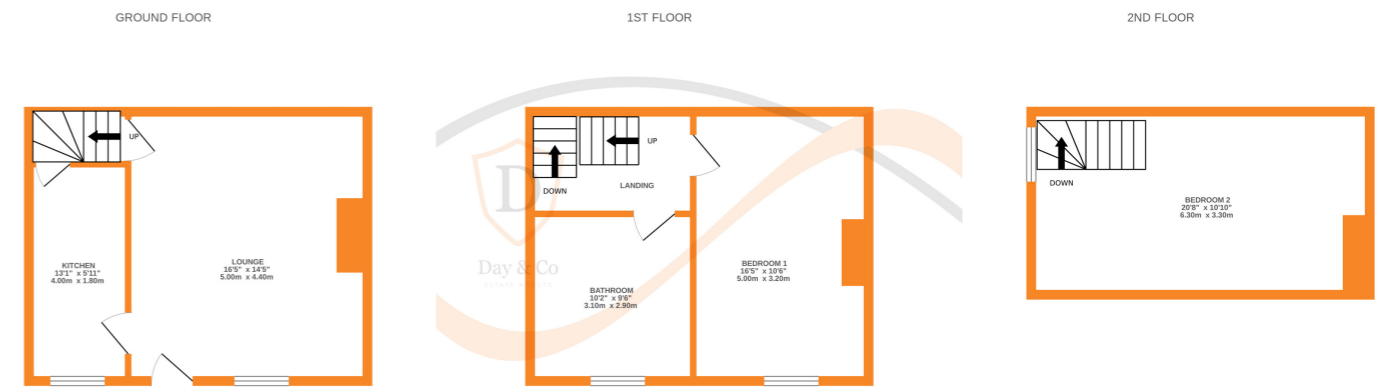 GROUND FLOOR
UP
KITCHEN
13'1" x 5'11"
4.00m x 1.80m
LOUNGE
16'5" x 14'5"
5.00m x 4.40m
1ST FLOOR
UP
DOWN
LANDING
D
Day & Co
ESTATE AGENTS
BATHROOM
10'2" x 9'6"
3.10m x 2.90m
BEDROOM 1
16'5" x 10'6"
5.00m x 3.20m
2ND FLOOR
DOWN
BEDROOM 2
20'8" x 10'10"
6.30m x 3.30m